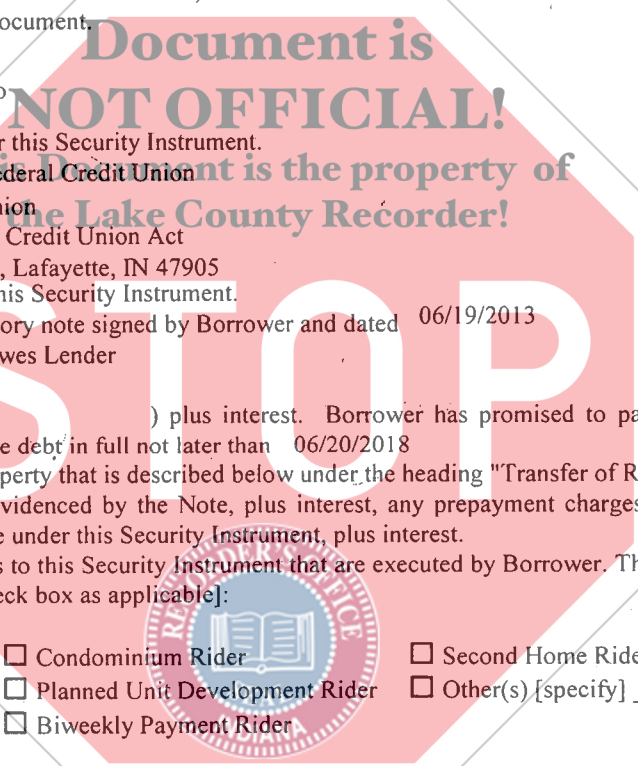 ocument.
Document is
NOT OFFICIAL!
r this Security Instrument.
is Document is the property of
ederal Credit Union
nion
the Lake County Recorder!
Credit Union Act
, Lafayette, IN 47905
his Security Instrument.
ory note signed by Borrower and dated 06/19/2013
wes Lender
STOP
) plus interest. Borrower has promised to pa
e debt in full not later than 06/20/2018
perty that is described below under the heading "Transfer of R
videnced by the Note, plus interest, any prepayment charges
e under this Security Instrument, plus interest.
s to this Security Instrument that are executed by Borrower. Th
eck box as applicable]:
RECORDER'S OFFICE
INDIANA
☐ Condominium Rider ☐ Second Home Ride
☐ Planned Unit Development Rider ☐ Other(s) [specify] _
☐ Biweekly Payment Rider